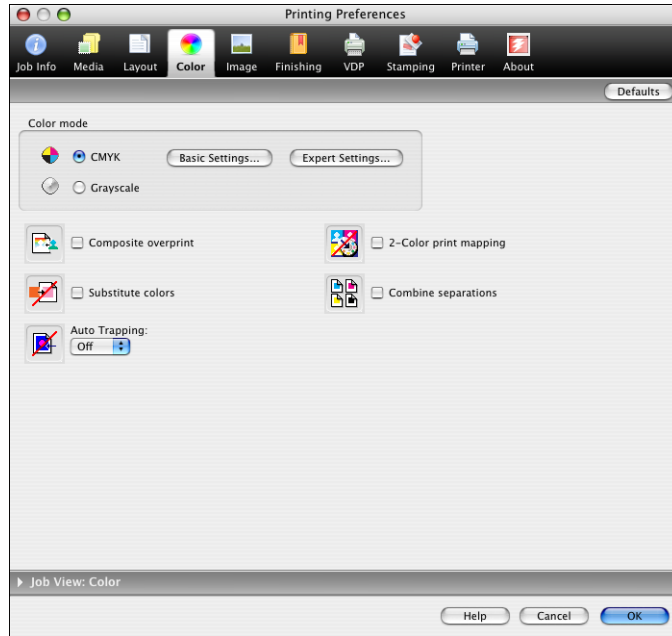 Printing Preferences
Job Info Media Layout Color Image Finishing VDP Stamping Printer About
Defaults
Color mode
CMYK Basic Settings... Expert Settings...
Grayscale
Composite overprint 2-Color print mapping
Substitute colors Combine separations
Auto Trapping:
Off
Job View: Color
Help Cancel OK